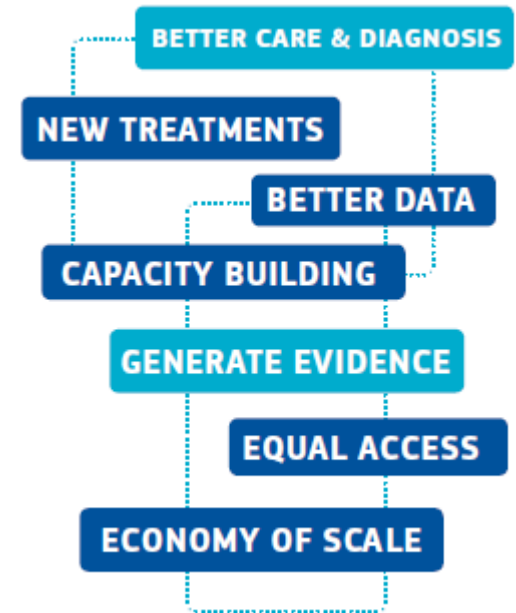 BETTER CARE & DIAGNOSIS
NEW TREATMENTS
BETTER DATA
CAPACITY BUILDING
GENERATE EVIDENCE
EQUAL ACCESS
ECONOMY OF SCALE